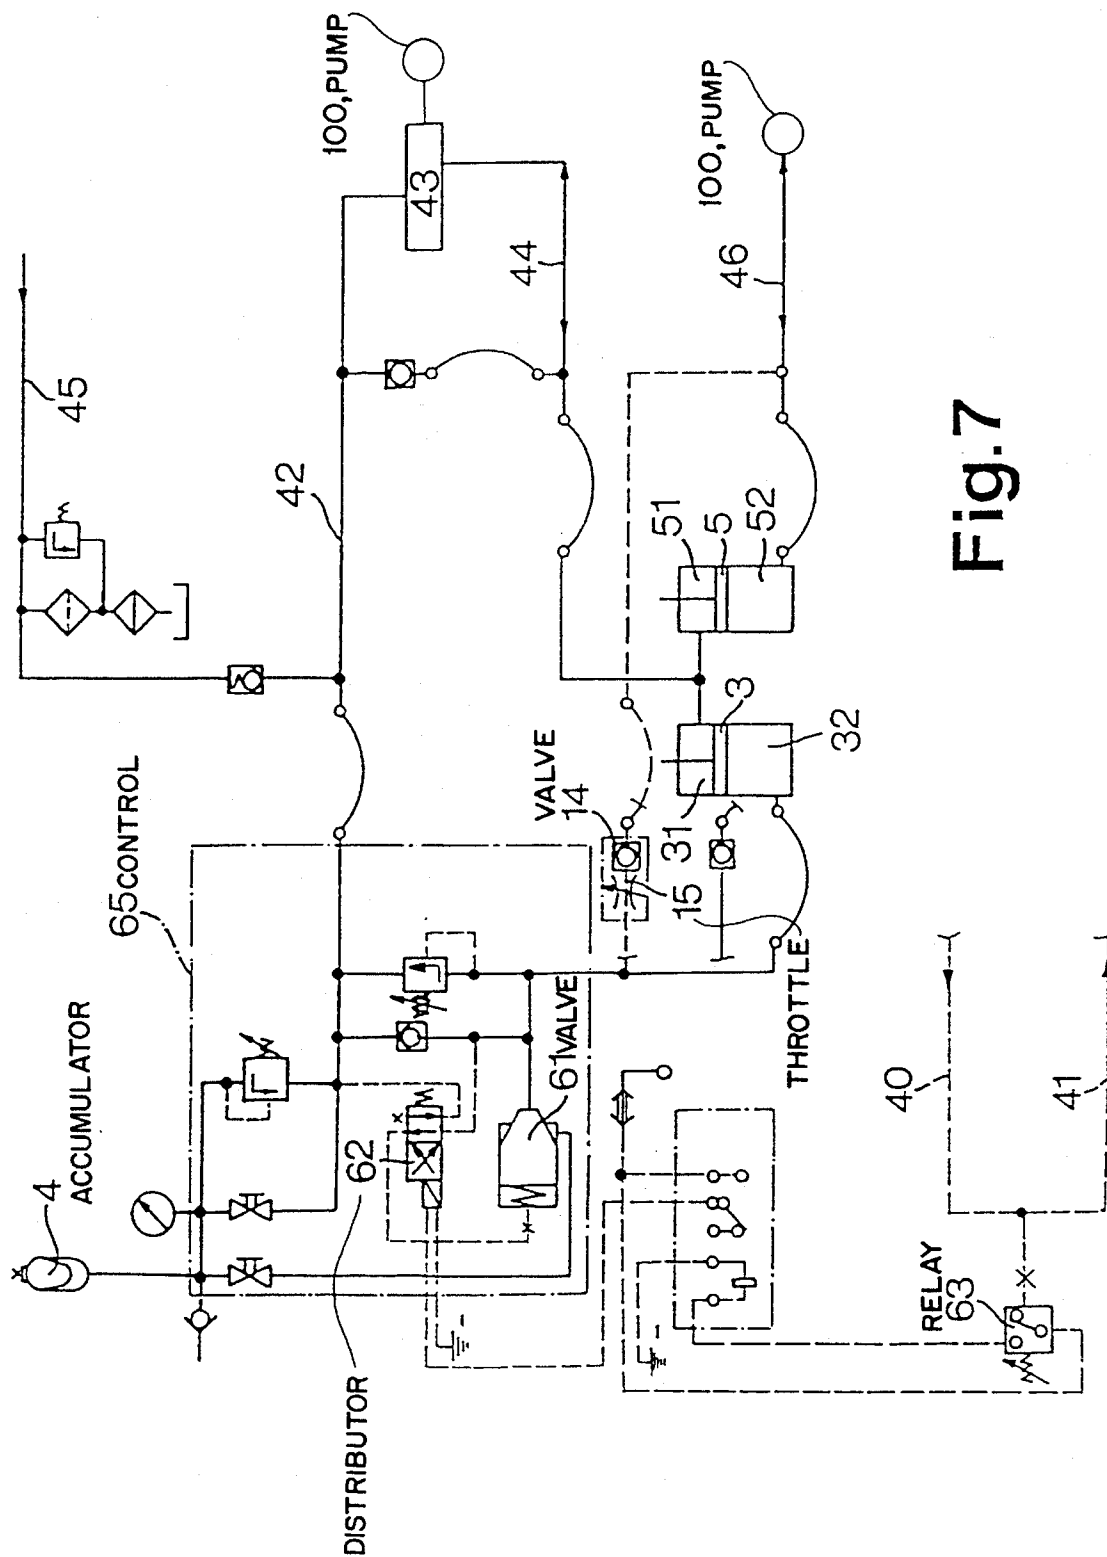 100,PUMP
43
44
45
42
100,PUMP
46
51
5
52
3
32
31
VALVE
14
15
THROTTLE
65CONTROL
ACCUMULATOR
4
61VALVE
62
DISTRIBUTOR
40
41
RELAY
63
Fig.7